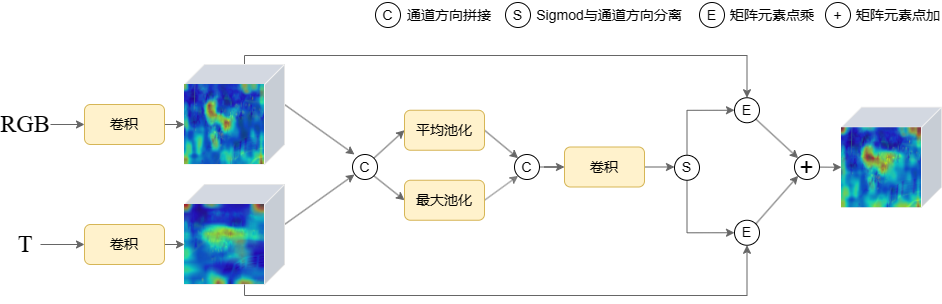 C 通道方向拼接 S Sigmod与通道方向分离 E 矩阵元素点乘 + 矩阵元素点加
RGB 卷积
平均池化 E
C C 卷积 S +
最大池化
T 卷积 E